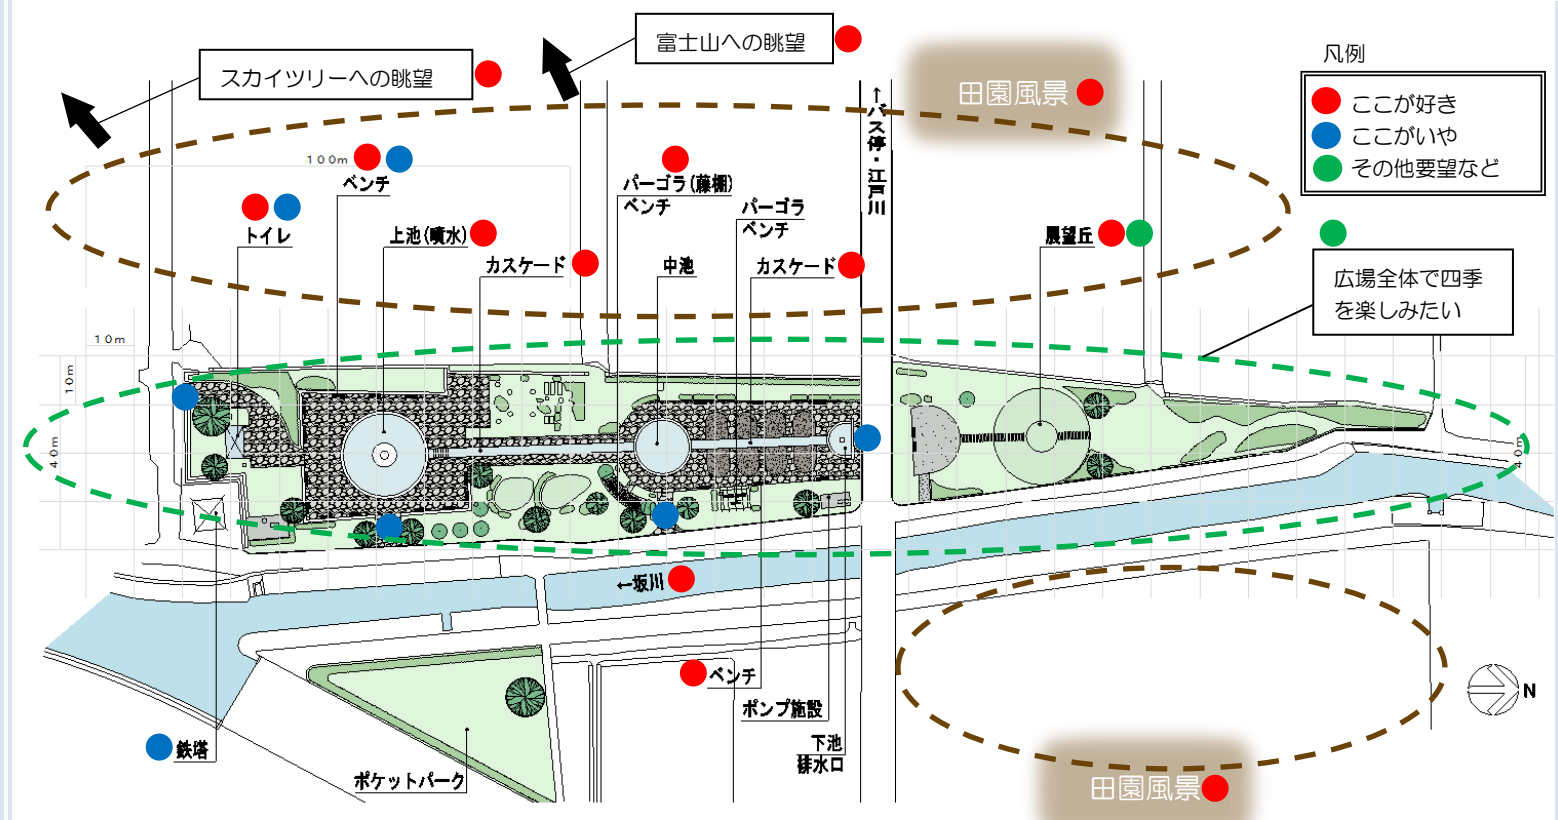 富士山への眺望
スカイツリーへの眺望
田園風景
凡例
ここが好き
ここがいや
その他要望など
←バス停・江戸川
100m
ベンチ
パーゴラ(藤棚)
ベンチ
パーゴラ
ベンチ
トイレ
上池(噴水)
カスケード
中池
カスケード
展望丘
広場全体で四季
を楽しみたい
10m
10m
40m
40m
←坂川
ベンチ
ポンプ施設
下池
排水口
鉄塔
ポケットパーク
N
田園風景